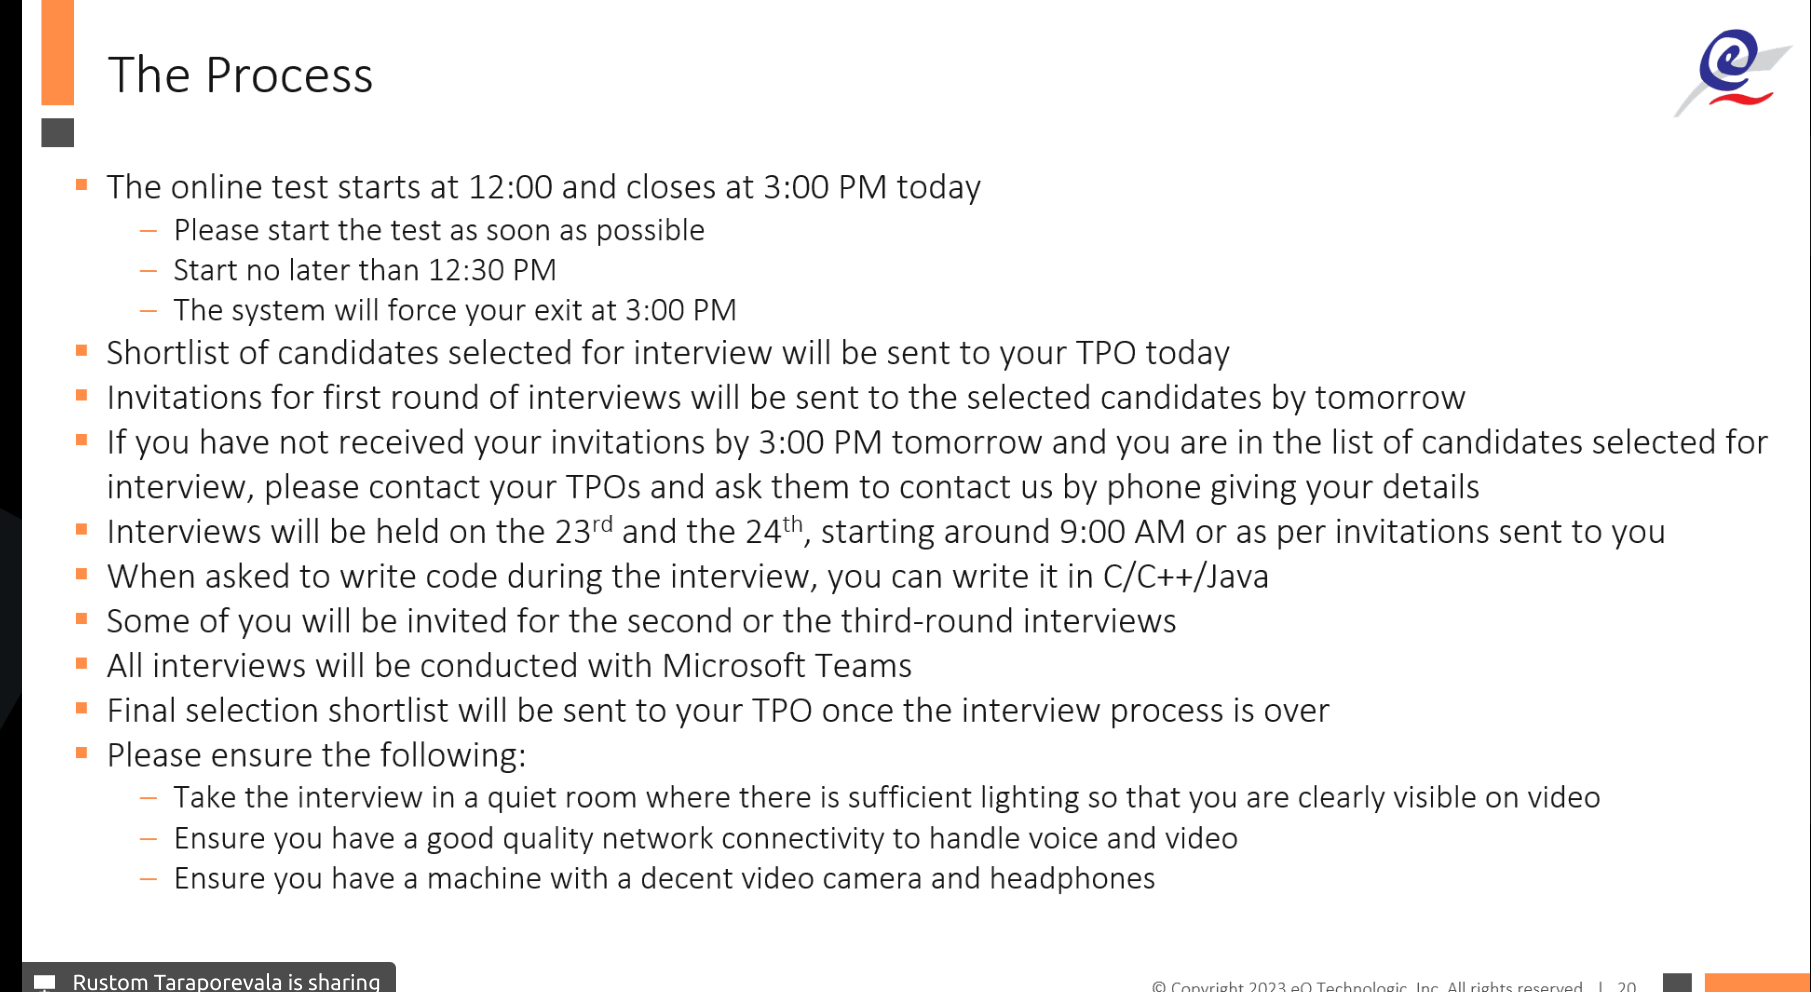 The Process
The online test starts at 12:00 and closes at 3:00 PM today
Please start the test as soon as possible
Start no later than 12:30 PM
The system will force your exit at 3:00 PM
Shortlist of candidates selected for interview will be sent to your TPO today
Invitations for first round of interviews will be sent to the selected candidates by tomorrow
If you have not received your invitations by 3:00 PM tomorrow and you are in the list of candidates selected for
interview, please contact your TPOs and ask them to contact us by phone giving your details
Interviews will be held on the 23rd and the 24th, starting around 9:00 AM or as per invitations sent to you
When asked to write code during the interview, you can write it in C/C++/Java
Some of you will be invited for the second or the third-round interviews
All interviews will be conducted with Microsoft Teams
Final selection shortlist will be sent to your TPO once the interview process is over
Please ensure the following:
Take the interview in a quiet room where there is sufficient lighting so that you are clearly visible on video
Ensure you have a good quality network connectivity to handle voice and video
Ensure you have a machine with a decent video camera and headphones
Rustom Taraporevala is sharing
© Copyright 2023 eQ Technologic, Inc. All rights reserved. | 20